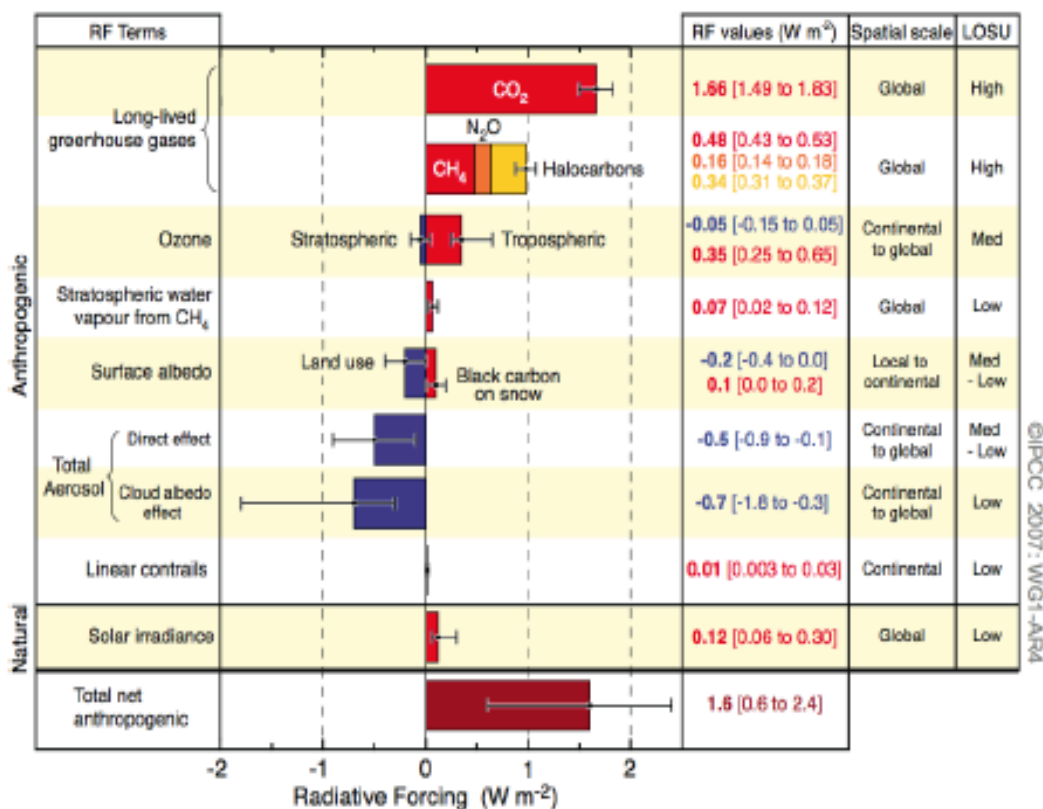 RF Terms
RF values (W m-2)
Spatial scale
LOSU
Anthropogenic
Long-lived
greenhouse gases
CO2
1.66 [1.49 to 1.83]
Global
High
N2O
CH4
Halocarbons
0.48 [0.43 to 0.53]
0.16 [0.14 to 0.18]
0.34 [0.31 to 0.37]
Global
High
Ozone
Stratospheric
Tropospheric
-0.05 [-0.15 to 0.05]
0.35 [0.25 to 0.65]
Continental
to global
Med
Stratospheric water
vapour from CH4
0.07 [0.02 to 0.12]
Global
Low
Surface albedo
Land use
Black carbon
on snow
-0.2 [-0.4 to 0.0]
0.1 [0.0 to 0.2]
Local to
continental
Med
- Low
Total
Aerosol
Direct effect
-0.5 [-0.9 to -0.1]
Continental
to global
Med
- Low
Cloud albedo
effect
-0.7 [-1.8 to -0.3]
Continental
to global
Low
Linear contrails
0.01 [0.003 to 0.03]
Continental
Low
Natural
Solar irradiance
0.12 [0.06 to 0.30]
Global
Low
Total net
anthropogenic
1.6 [0.6 to 2.4]
-2 -1 0 1 2
Radiative Forcing (W m-2)
©IPCC 2007: WG1-AR4